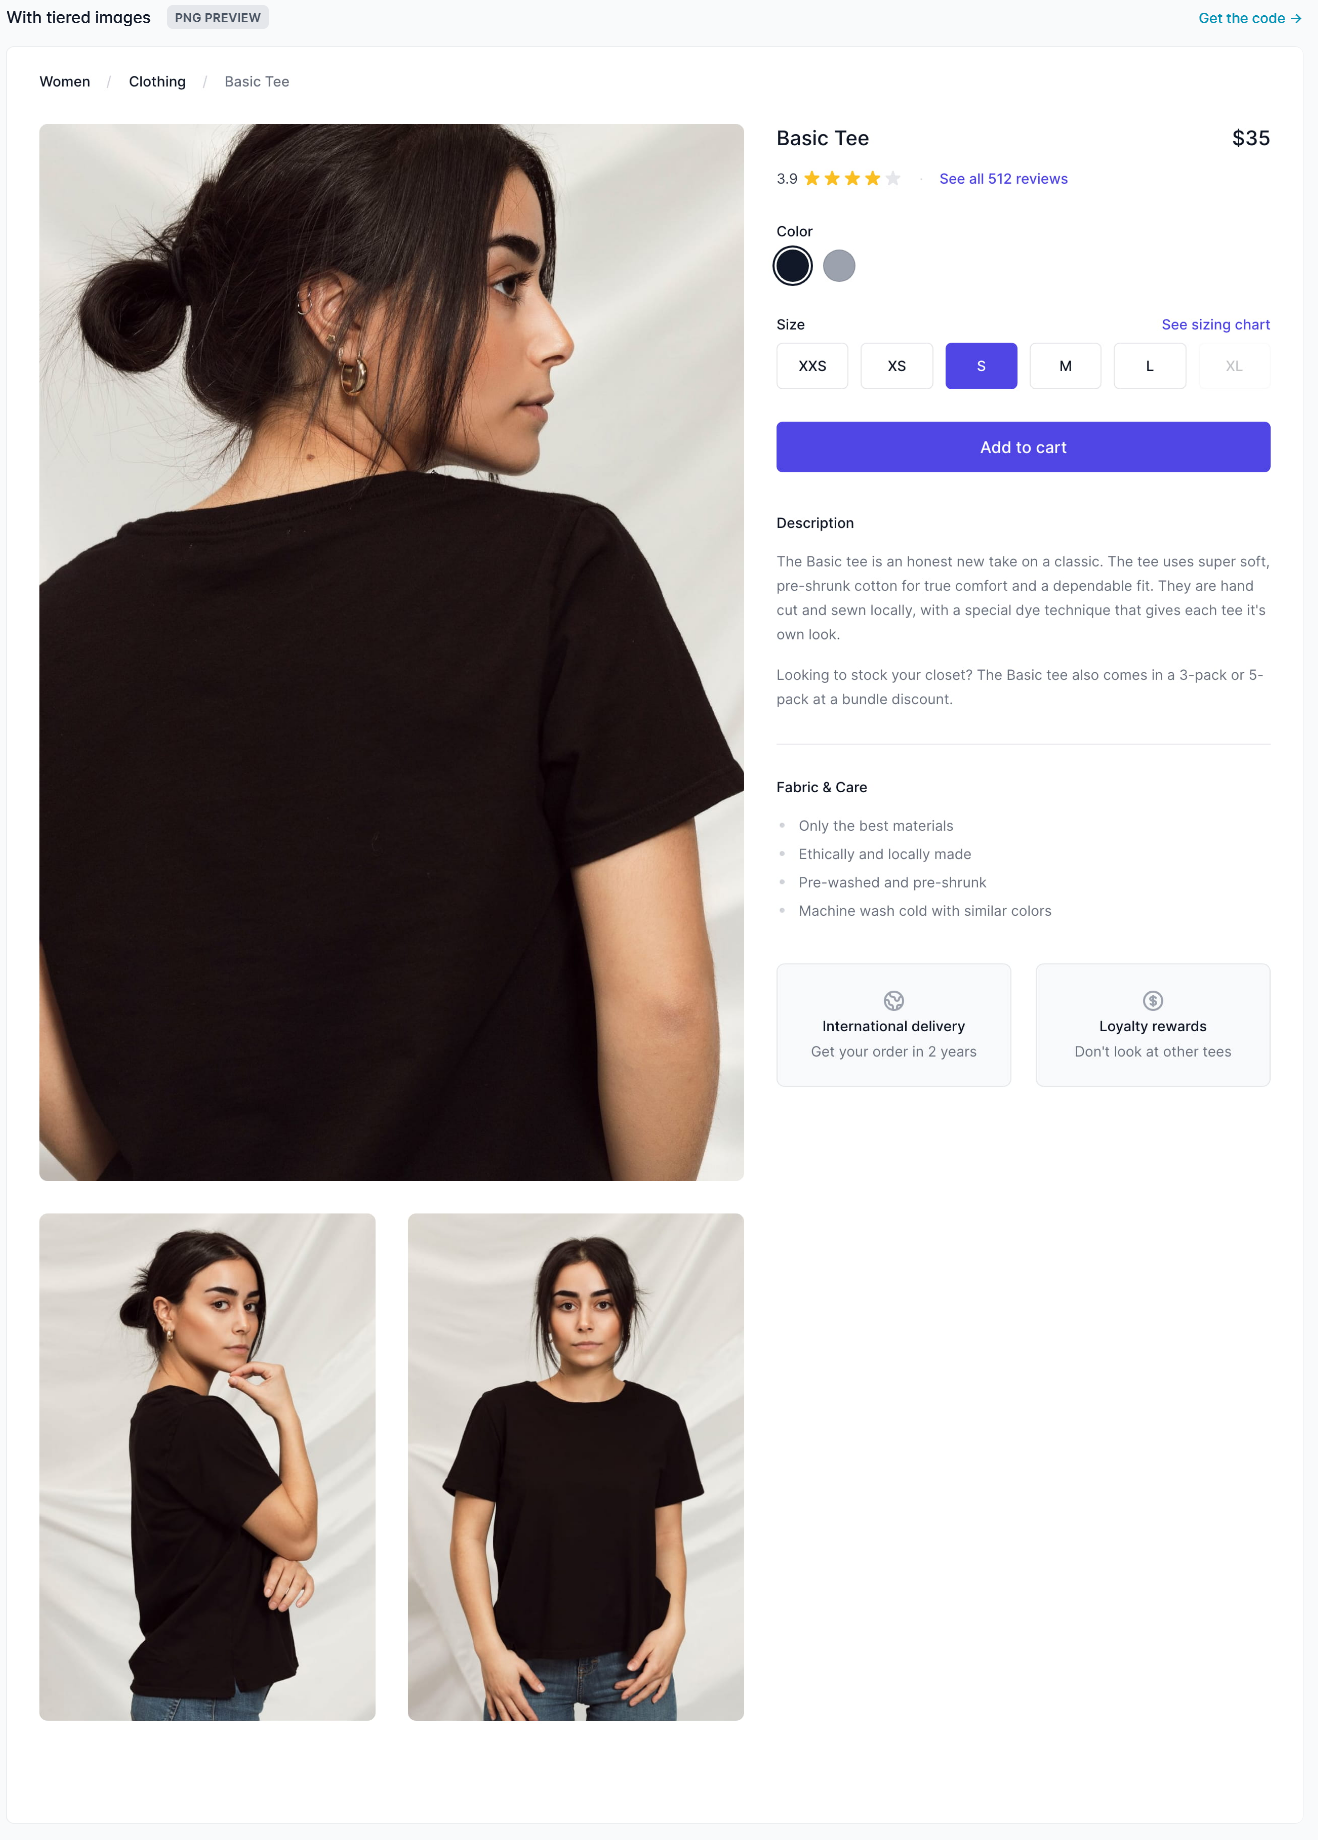 With tiered images PNG PREVIEW Get the code →
Women / Clothing / Basic Tee
Basic Tee $35
3.9 · See all 512 reviews
Color
Size See sizing chart
XXS XS S M L XL
Add to cart
Description
The Basic tee is an honest new take on a classic. The tee uses super soft,
pre-shrunk cotton for true comfort and a dependable fit. They are hand
cut and sewn locally, with a special dye technique that gives each tee it's
own look.
Looking to stock your closet? The Basic tee also comes in a 3-pack or 5-
pack at a bundle discount.
Fabric & Care
• Only the best materials
• Ethically and locally made
• Pre-washed and pre-shrunk
• Machine wash cold with similar colors
International delivery
Get your order in 2 years
$
Loyalty rewards
Don't look at other tees